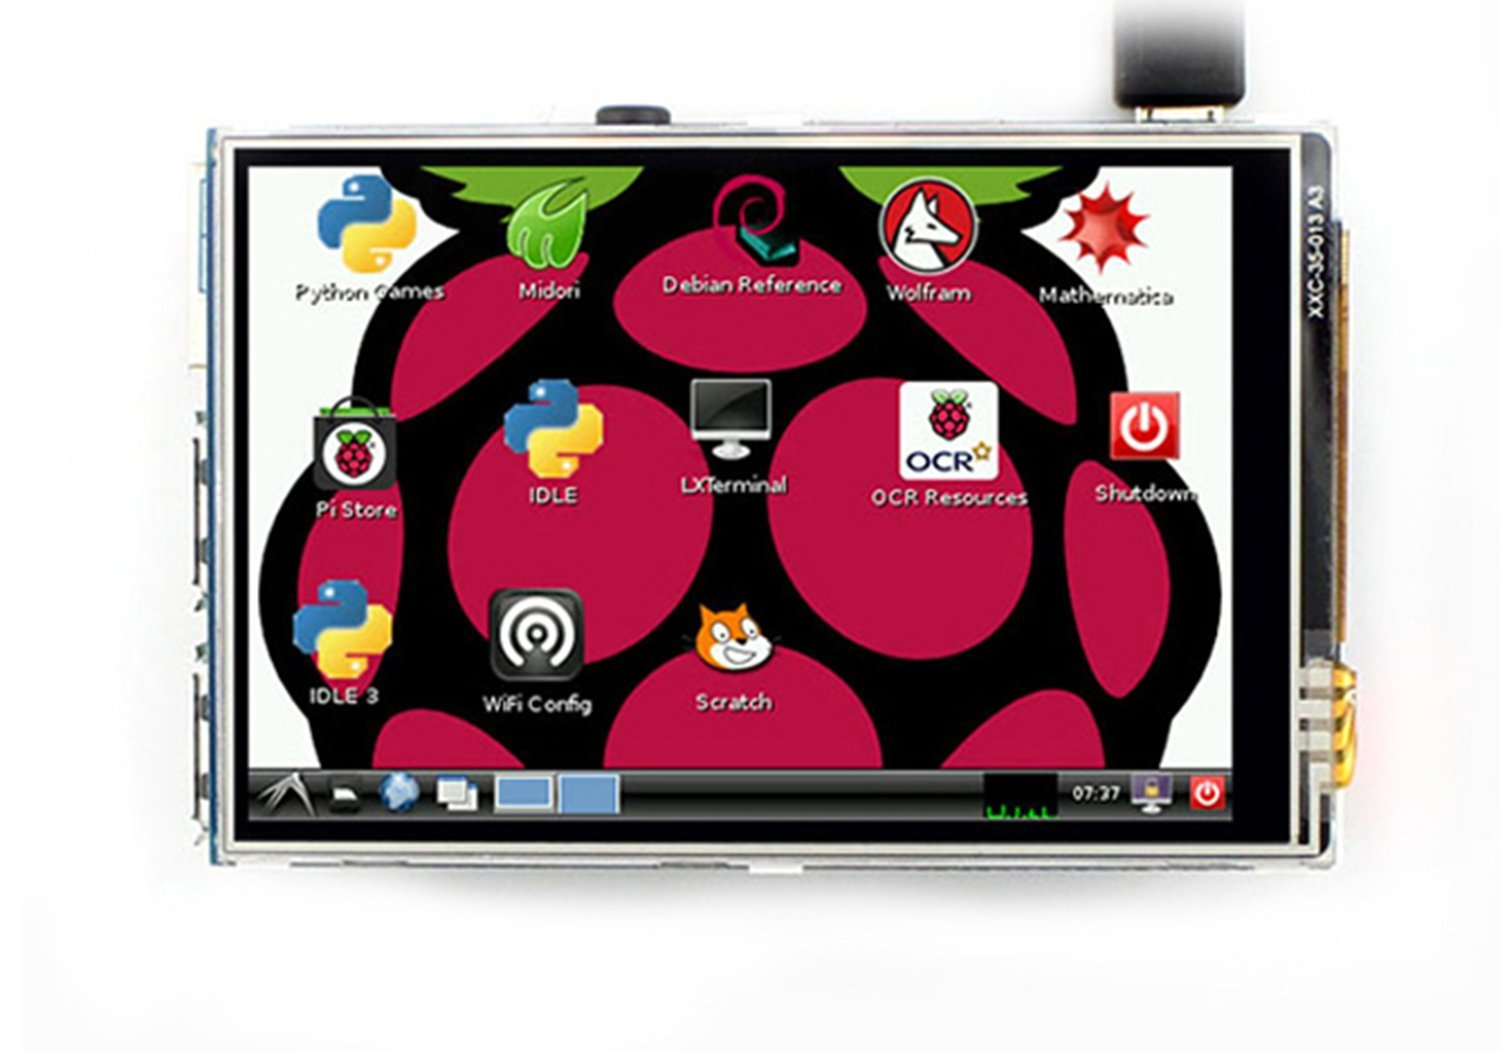 Python Games
Midori
Debian Reference
Wolfram
Mathematica
Pi Store
IDLE
LXTerminal
OCR
OCR Resources
Shutdown
IDLE 3
WiFi Config
Scratch
07:37
XXC-35-013 A3